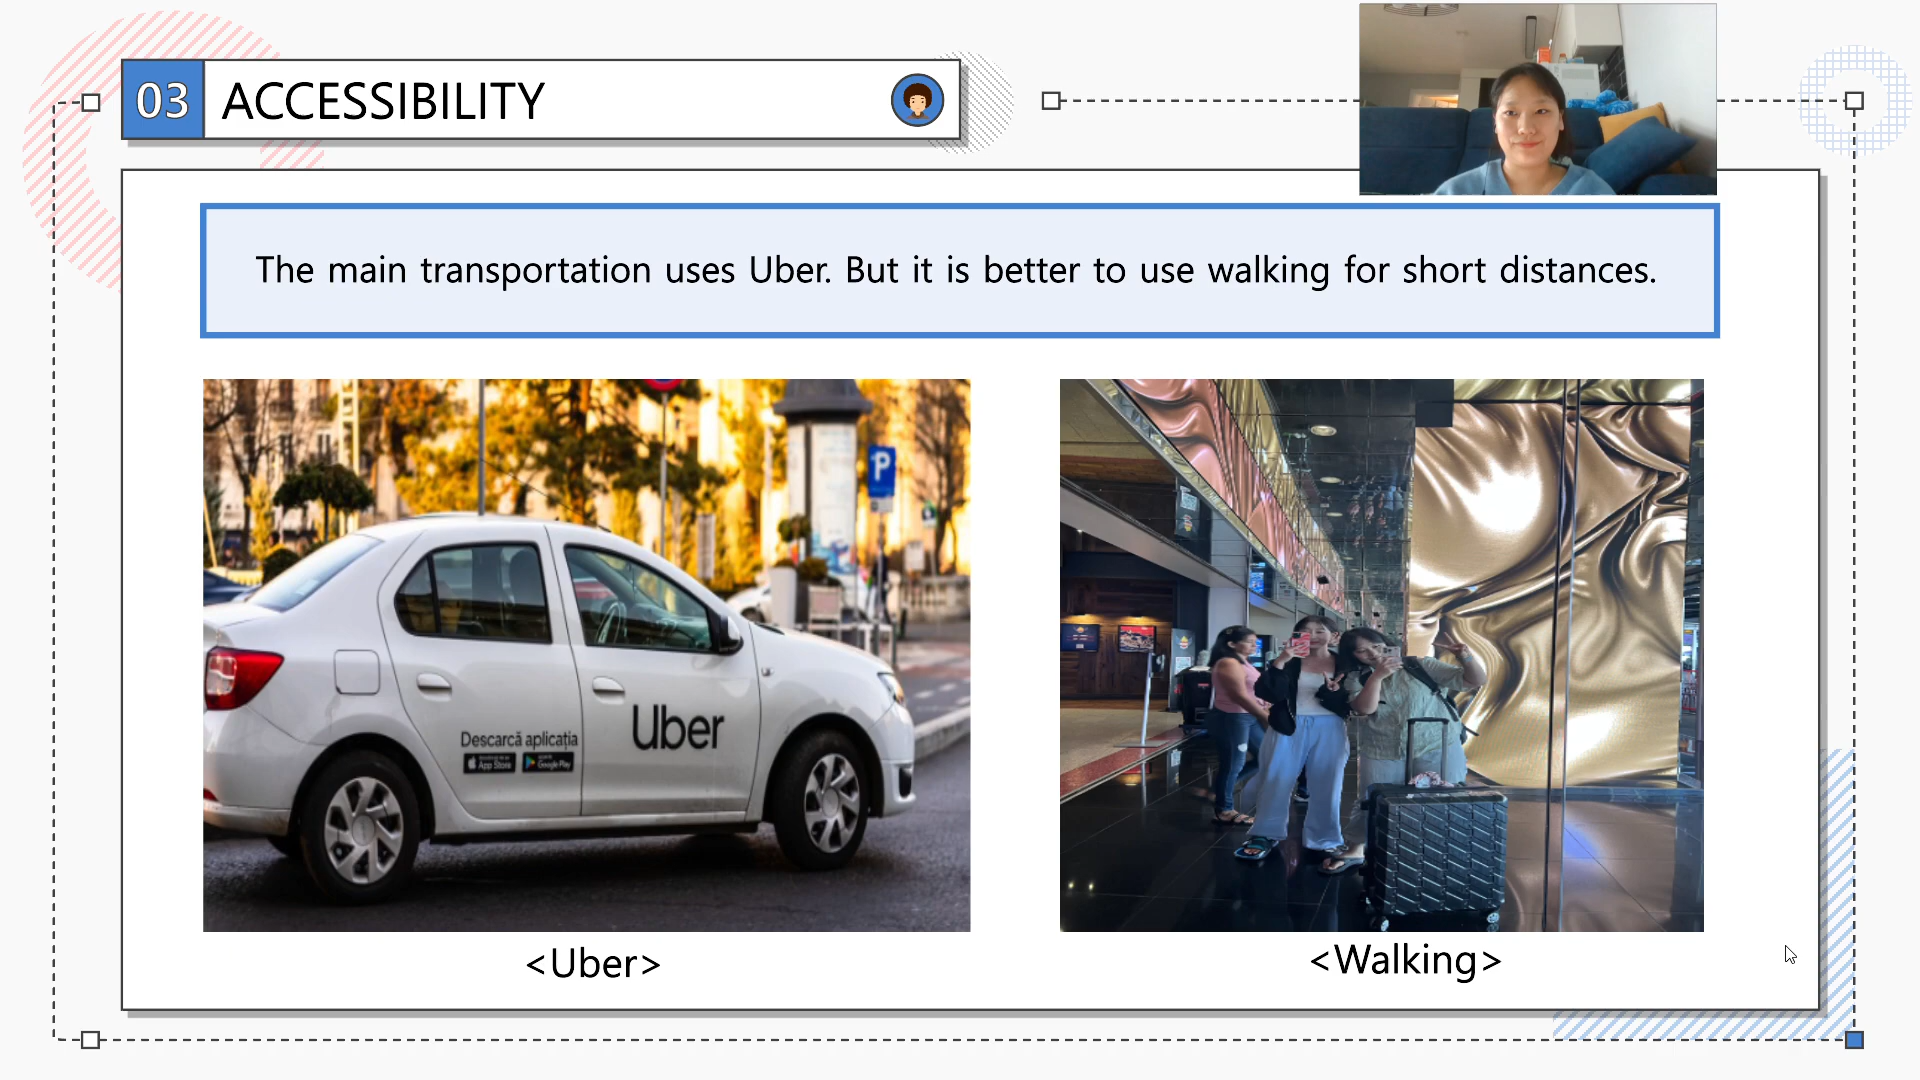 03 ACCESSIBILITY
The main transportation uses Uber. But it is better to use walking for short distances.
P
Descarcă aplicația
App Store
Google Play
Uber
<Uber>
<Walking>